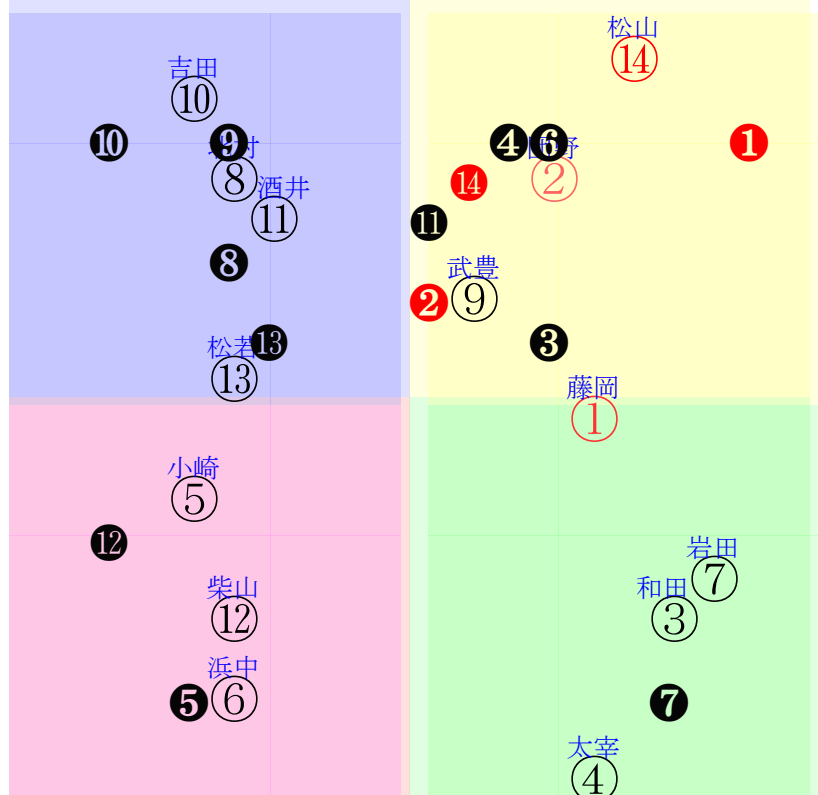 松山
⑭
吉田
⑩
❿
❾
❹
❻
❶
⑧
②
⓮
酒井
⑪
⓫
❽
武豊
⑨
❷
⓭
❸
松若
⑬
藤岡
①
小崎
⑤
⓬
岩田
⑦
柴山
⑫
和田
③
浜中
⑥
❺
❼
太宰
④